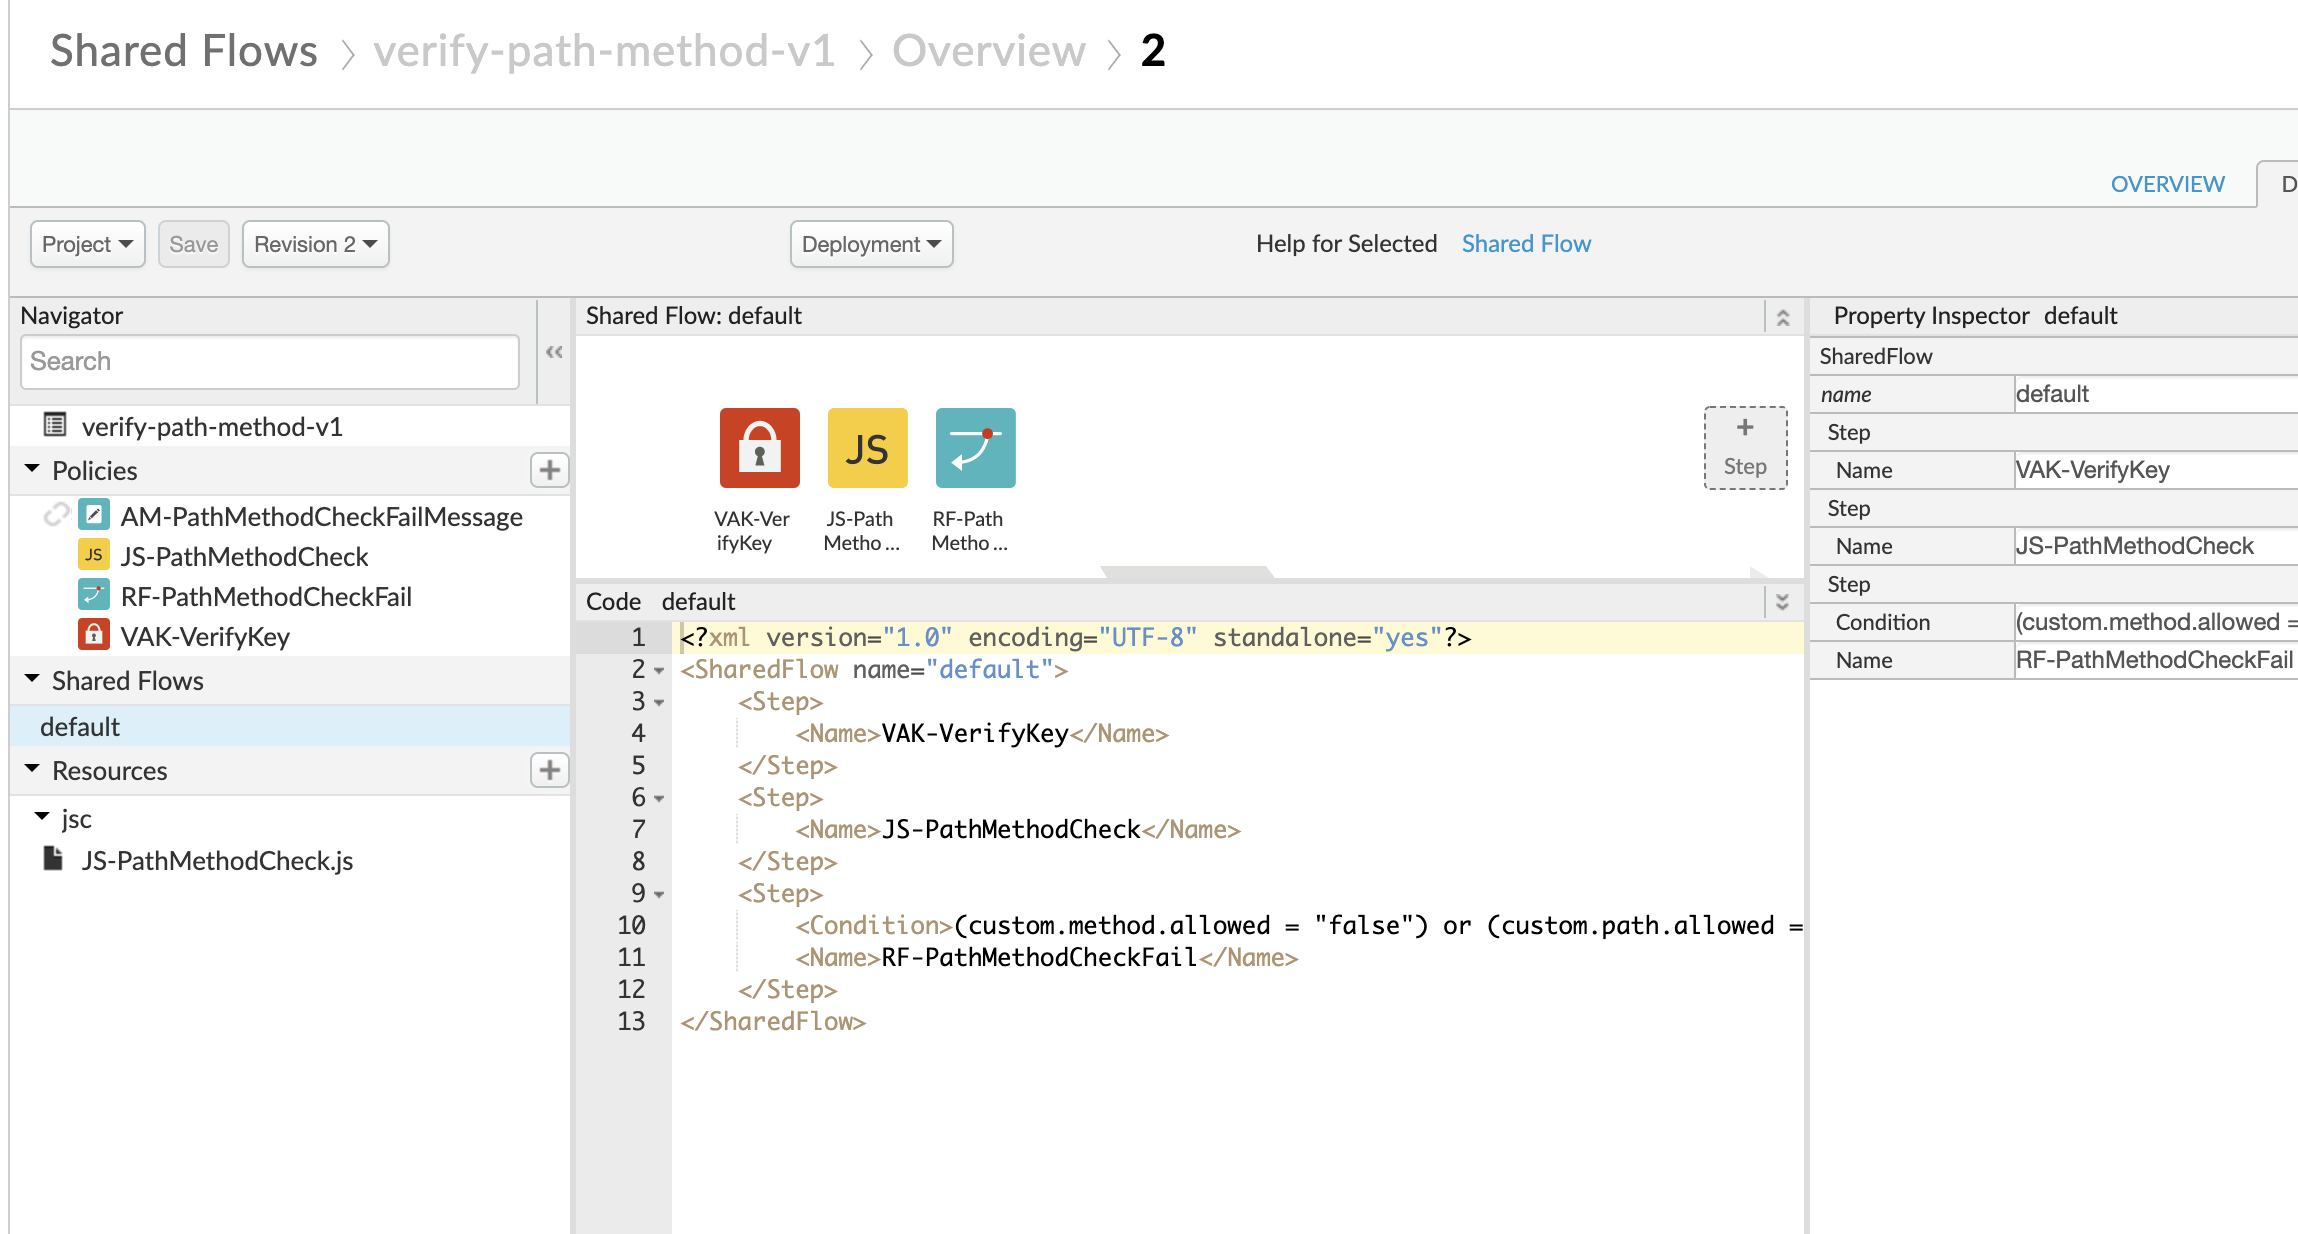 Shared Flows > verify-path-method-v1 > Overview > 2
OVERVIEW
D
Project
Save
Revision 2
Deployment
Help for Selected Shared Flow
Navigator
Search
verify-path-method-v1
Policies
AM-PathMethodCheckFailMessage
JS JS-PathMethodCheck
RF-PathMethodCheckFail
VAK-VerifyKey
Shared Flows
default
Resources
jsc
JS-PathMethodCheck.js
Shared Flow: default
JS
VAK-Ver
ifyKey
JS-Path
Metho ...
RF-Path
Metho ...
+
Step
Code default
1 <?xml version="1.0" encoding="UTF-8" standalone="yes"?>
2 <SharedFlow name="default">
3 <Step>
4 <Name>VAK-VerifyKey</Name>
5 </Step>
6 <Step>
7 <Name>JS-PathMethodCheck</Name>
8 </Step>
9 <Step>
10 <Condition>(custom.method.allowed = "false") or (custom.path.allowed =
11 <Name>RF-PathMethodCheckFail</Name>
12 </Step>
13 </SharedFlow>
Property Inspector default
SharedFlow
name default
Step
Name VAK-VerifyKey
Step
Name JS-PathMethodCheck
Step
Condition (custom.method.allowed =
Name RF-PathMethodCheckFail